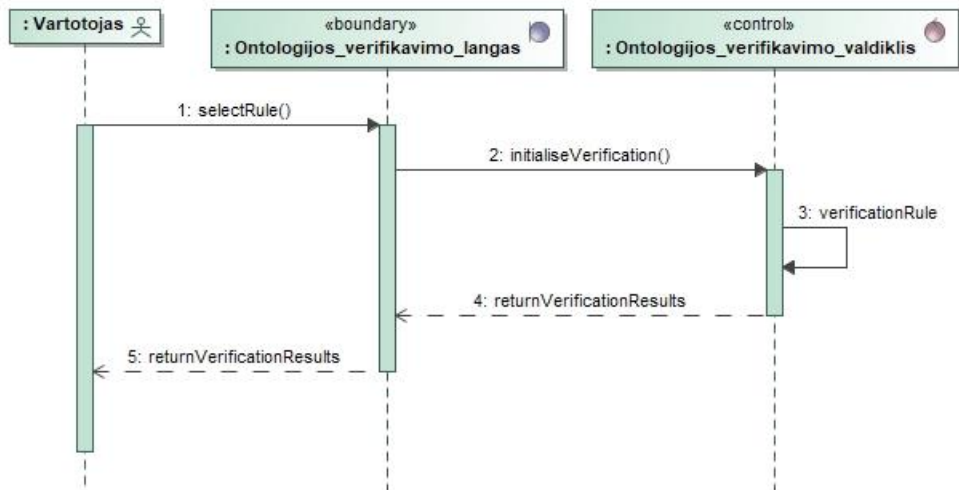 : Vartotojas
«boundary»
: Ontologijos_verifikavimo_langas
«control»
: Ontologijos_verifikavimo_valdiklis
1: selectRule()
2: initialiseVerification()
3: verificationRule
4: returnVerificationResults
5: returnVerificationResults